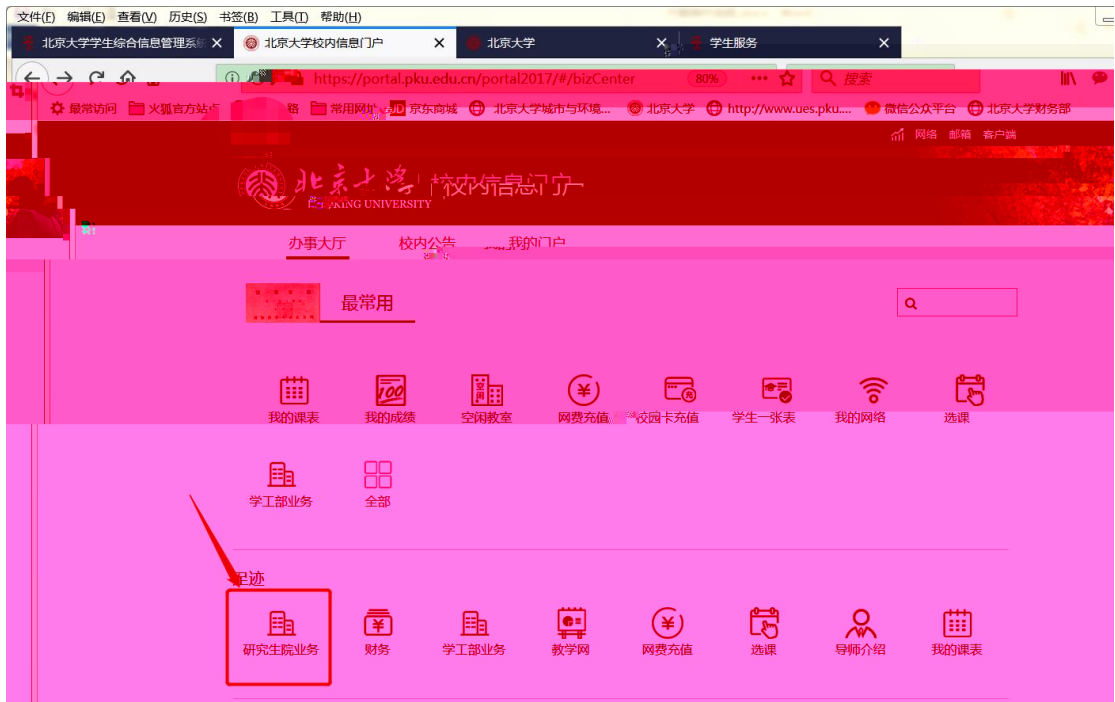 文件(F) 编辑(E) 查看(V) 历史(S) 书签(B) 工具(T) 帮助(H)
北京大学学生综合信息管理系统 北京大学校内信息门户 北京大学 学生服务
https://portal.pku.edu.cn/portal2017/#/bizCenter 80% 搜索
最常访问 火狐官方站点 常用网址 JD 京东商城 北京大学城市与环境... 北京大学 http://www.ues.pku.... 微信公众平台 北京大学财务部
网络 邮箱 客户端
北京大学 校内信息门户
PEKING UNIVERSITY
办事大厅 校内公告 我的门户
最常用
我的课表 我的成绩 空闲教室 网费充值 校园卡充值 学生一张表 我的网络 选课
学工部业务 全部
足迹
研究生院业务 财务 学工部业务 教学网 网费充值 选课 导师介绍 我的课表